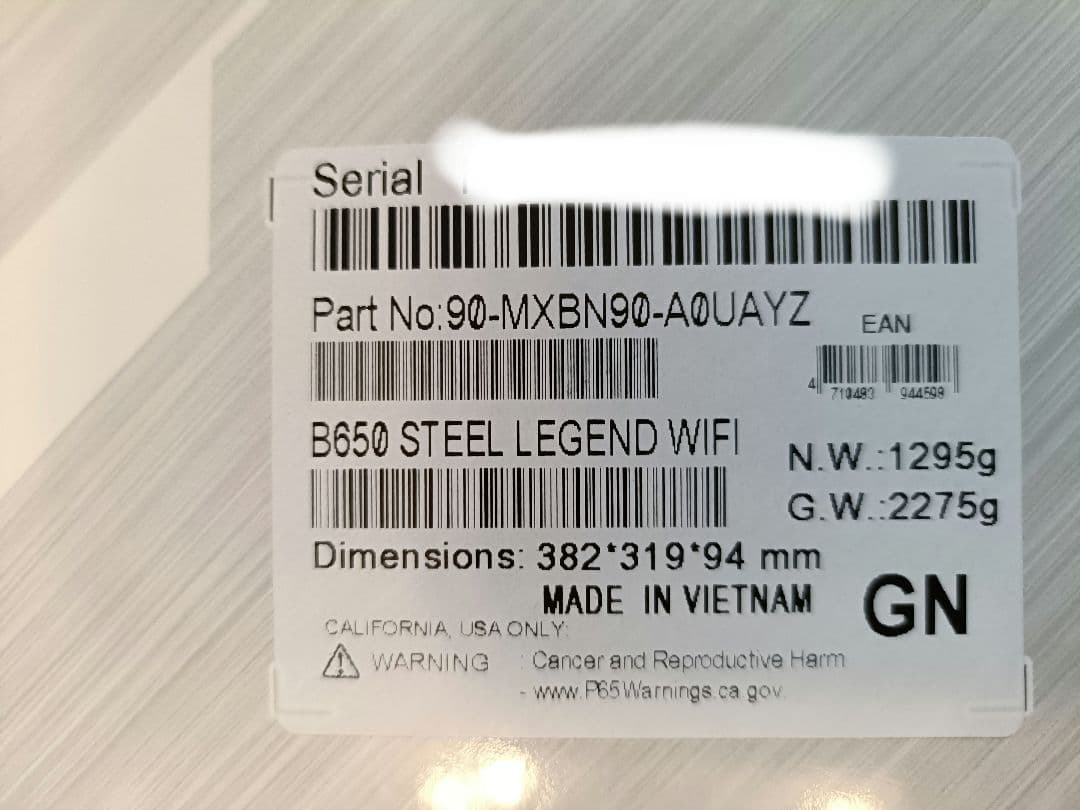 Serial
Part No:90-MXBN90-A0UAYZ
EAN
4 710483 944598
B650 STEEL LEGEND WIFI
N.W.:1295g
G.W.:2275g
Dimensions: 382*319*94 mm
MADE IN VIETNAM
GN
CALIFORNIA, USA ONLY:
WARNING : Cancer and Reproductive Harm
- www.P65Warnings.ca.gov.